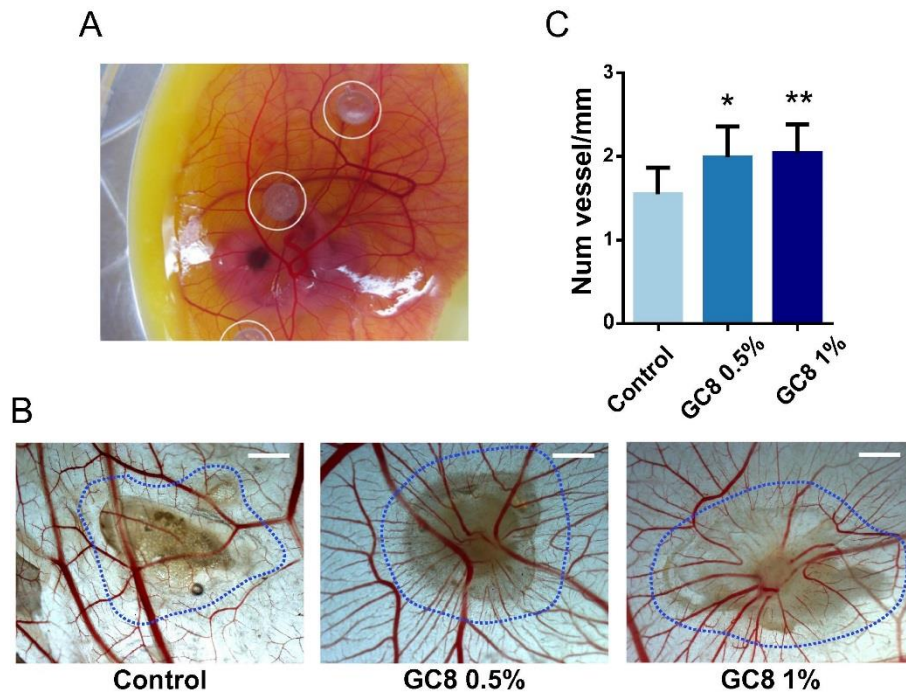 A
C
Num vessel/mm
3
2
1
0
*
**
Control
GC8 0.5%
GC8 1%
B
Control
GC8 0.5%
GC8 1%